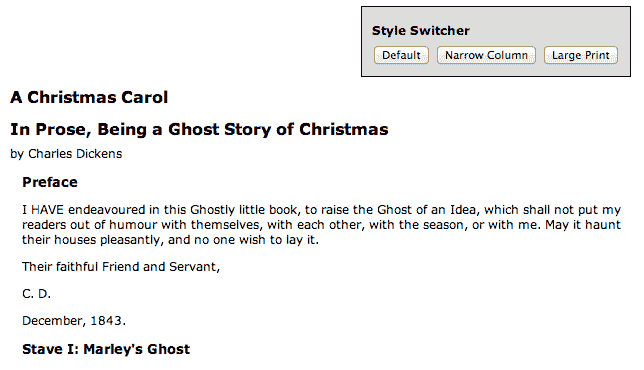 Style Switcher
Default Narrow Column Large Print
A Christmas Carol
In Prose, Being a Ghost Story of Christmas
by Charles Dickens
Preface
I HAVE endeavoured in this Ghostly little book, to raise the Ghost of an Idea, which shall not put my
readers out of humour with themselves, with each other, with the season, or with me. May it haunt
their houses pleasantly, and no one wish to lay it.
Their faithful Friend and Servant,
C. D.
December, 1843.
Stave I: Marley's Ghost